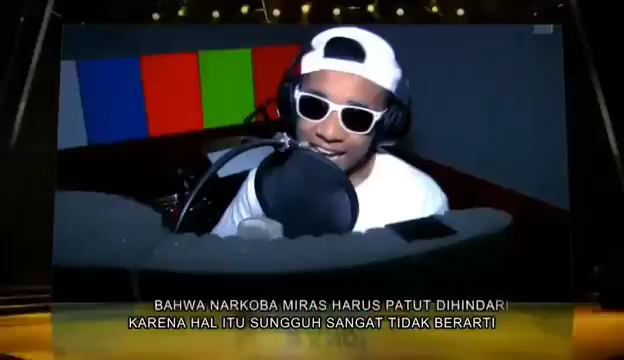 BAHWA NARKOBA MIRAS HARUS PATUT DIHINDARI
KARENA HAL ITU SUNGGUH SANGAT TIDAK BERARTI